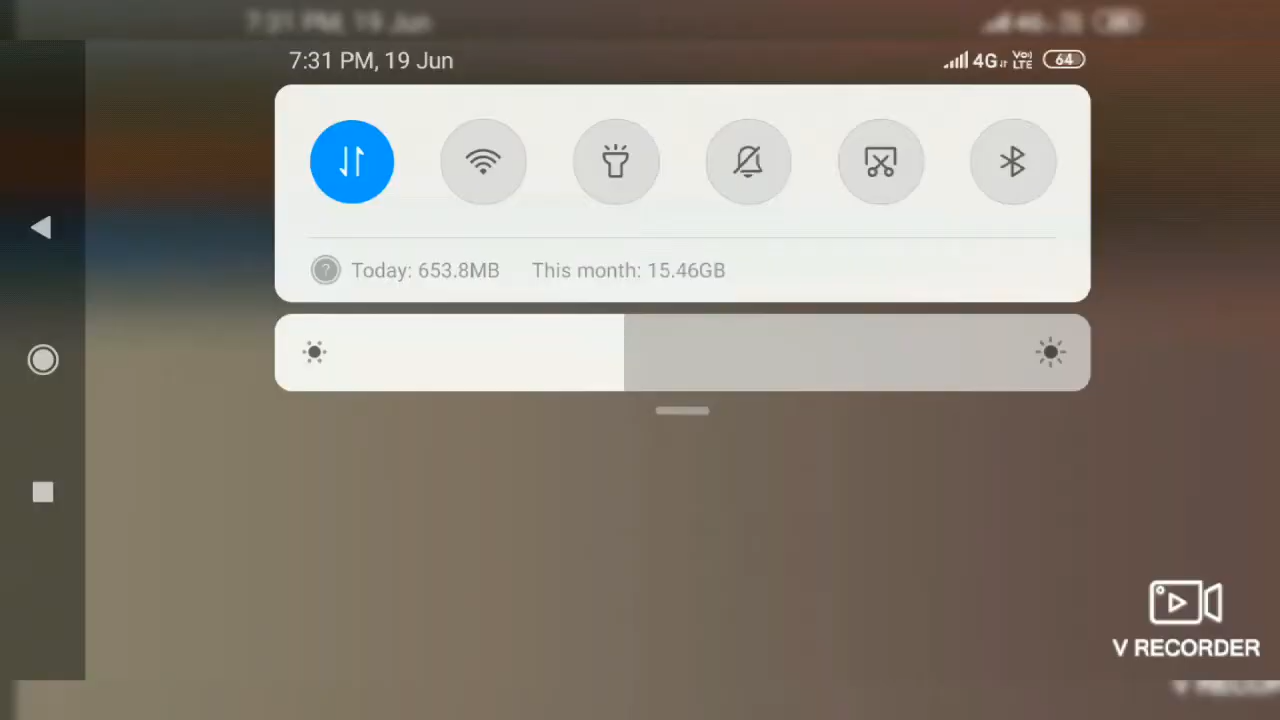 7:31 PM, 19 Jun 4G Vo) LTE 64
Today: 653.8MB This month: 15.46GB
V RECORDER